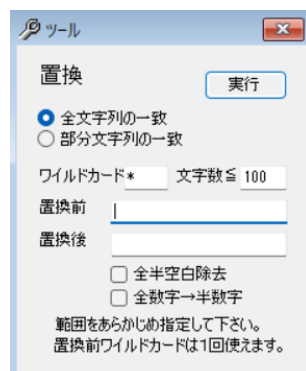 ツール
置換
実行
全文字列の一致
部分文字列の一致
ワイルドカード * 文字数≦ 100
置換前
置換後
全半空白除去
全数字→半数字
範囲をあらかじめ指定して下さい。
置換前ワイルドカードは1回使えます。